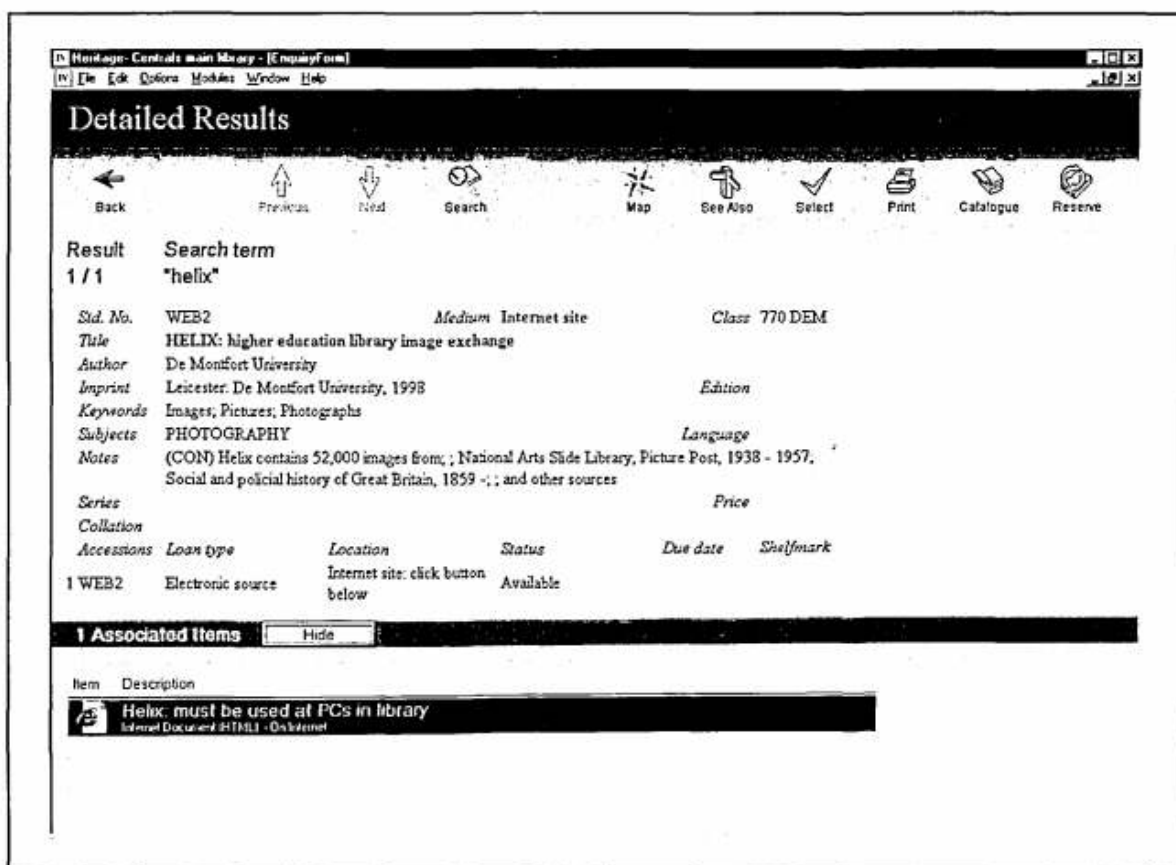 Heritage- Centrals main library - [EnquiryForm]
File Edit Options Modules Window Help
Detailed Results
Back Previous Next Search Map See Also Select Print Catalogue Reserve
Result Search term
1 / 1 "helix"
Std. No. WEB2 Medium Internet site Class 770 DEM
Title HELIX: higher education library image exchange
Author De Montfort University
Imprint Leicester: De Montfort University, 1998 Edition
Keywords Images; Pictures; Photographs
Subjects PHOTOGRAPHY Language
Notes (CON) Helix contains 52,000 images from; ; National Arts Slide Library, Picture Post, 1938 - 1957,
Social and policial history of Great Britain, 1859 -; ; and other sources
Series Price
Collation
Accessions Loan type Location Status Due date Shelfmark
1 WEB2 Electronic source Internet site: click button below Available
1 Associated Items Hide
Item Description
Helix: must be used at PCs in library
Internet Document (HTML) - On Internet